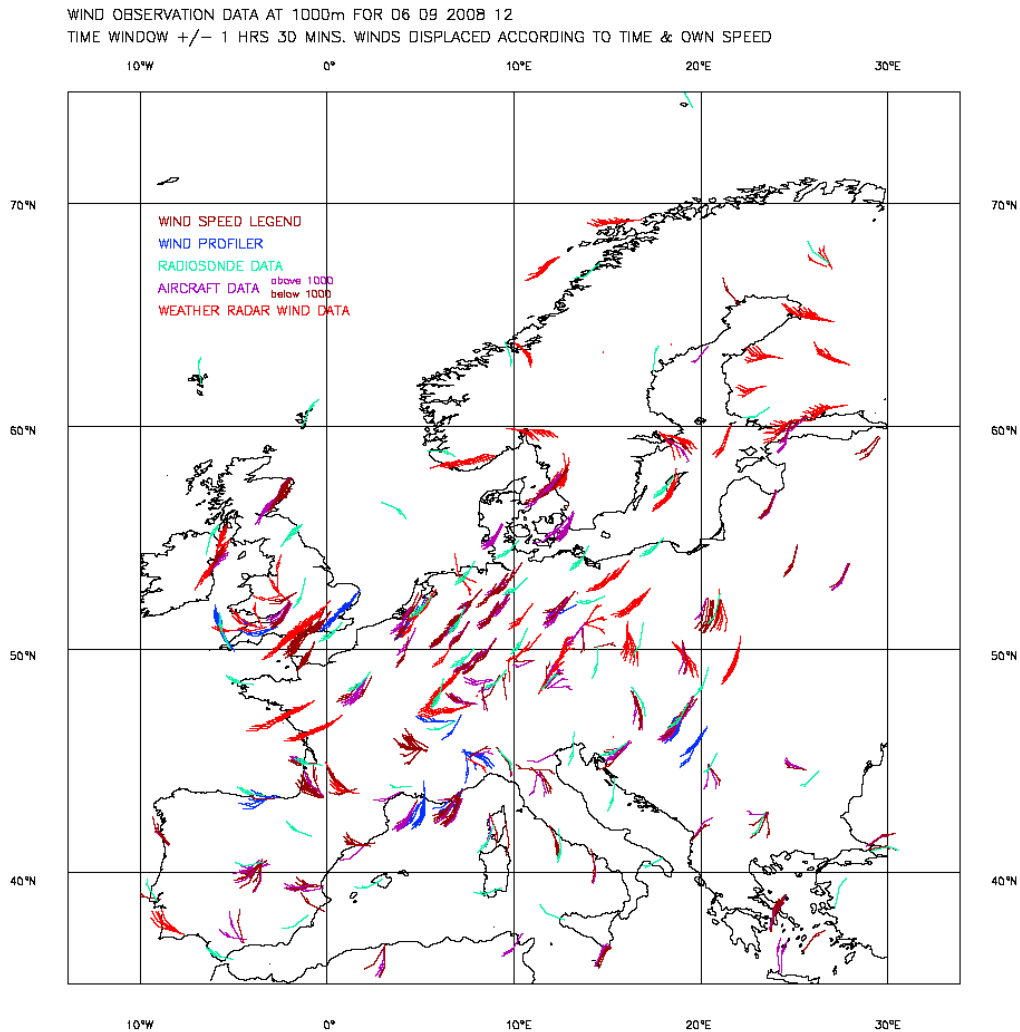 WIND OBSERVATION DATA AT 1000m FOR 06 09 2008 12
TIME WINDOW +/- 1 HRS 30 MINS. WINDS DISPLACED ACCORDING TO TIME & OWN SPEED
10°W 0° 10°E 20°E 30°E
70°N 70°N
WIND SPEED LEGEND
WIND PROFILER
RADIOSONDE DATA
AIRCRAFT DATA above 1000
below 1000
WEATHER RADAR WIND DATA
60°N 60°N
50°N 50°N
40°N 40°N
10°W 0° 10°E 20°E 30°E